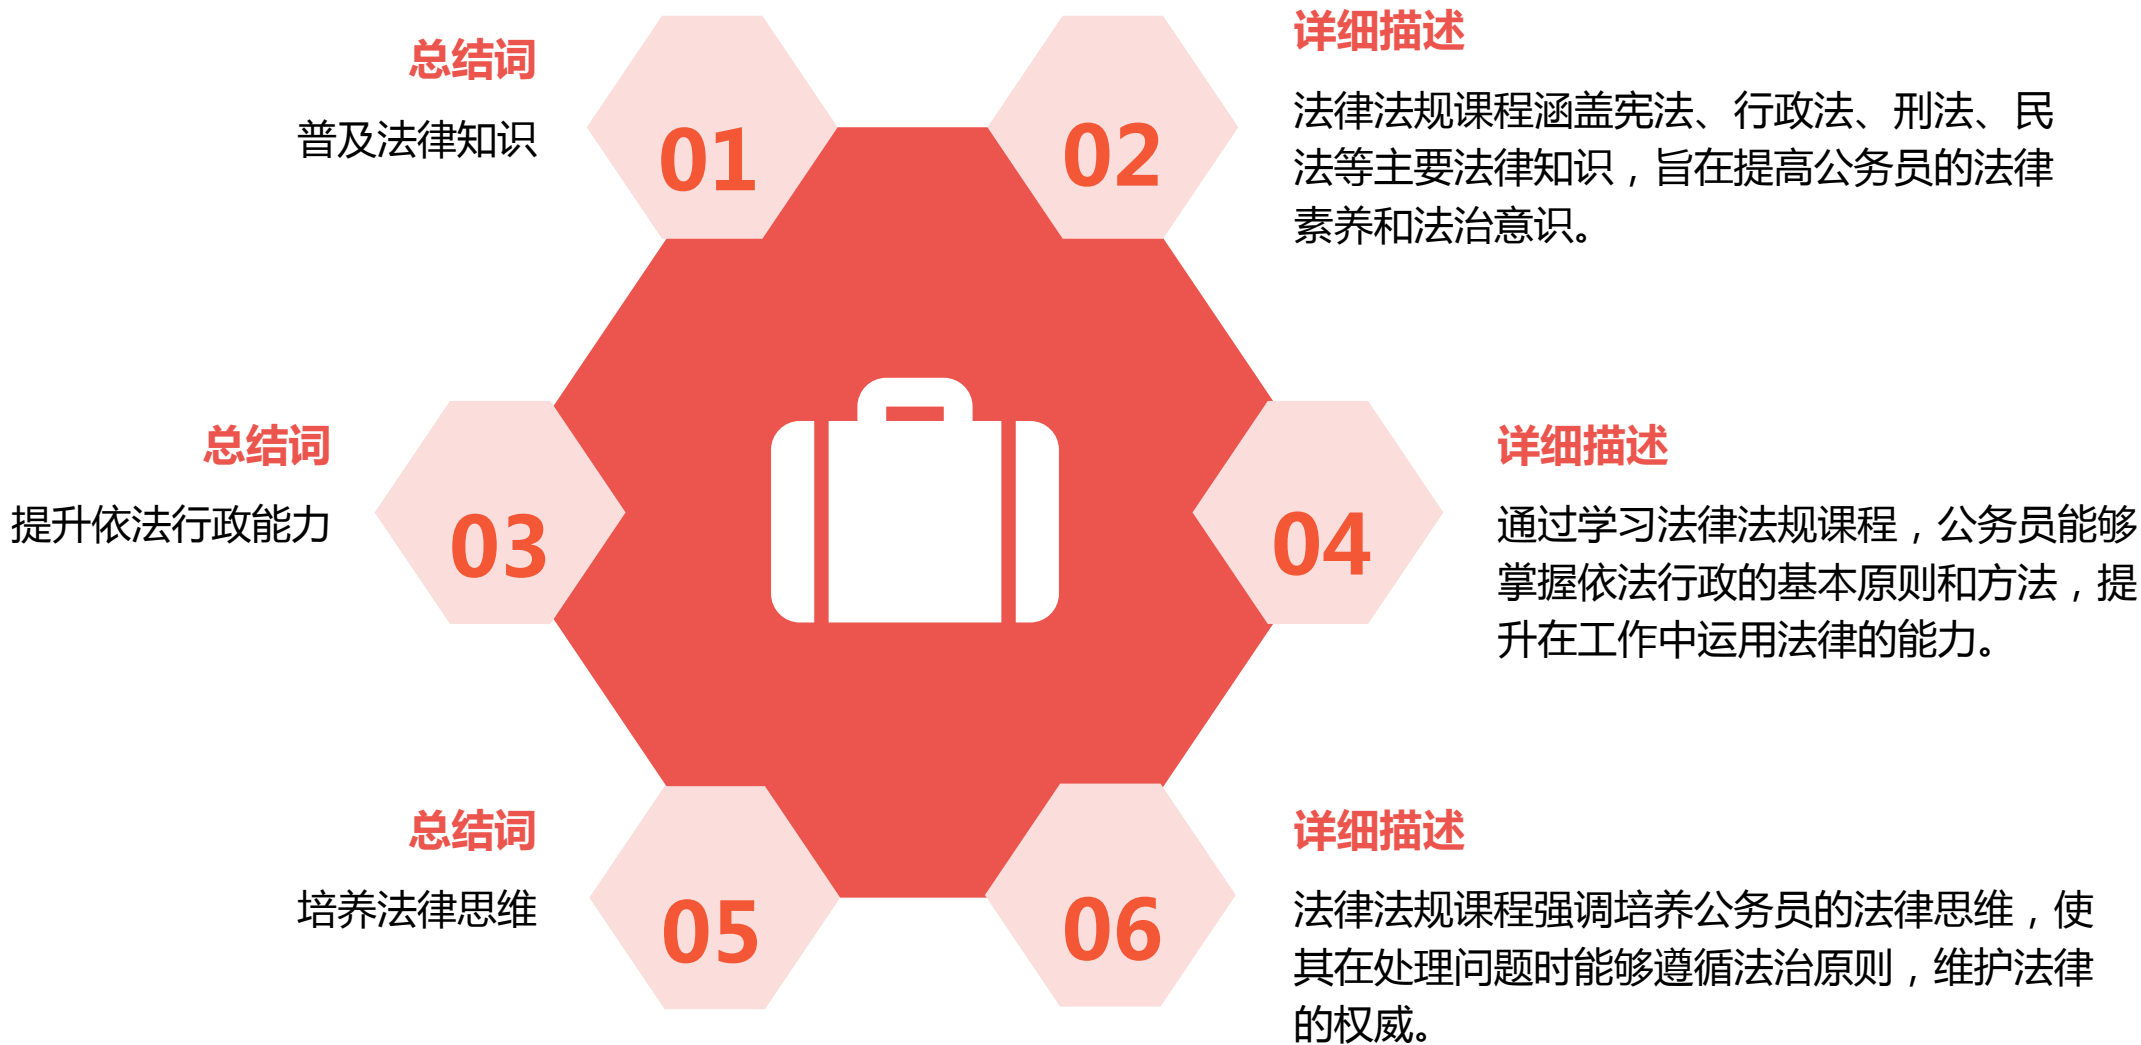 总结词
普及法律知识
01
02
详细描述
法律法规课程涵盖宪法、行政法、刑法、民
法等主要法律知识，旨在提高公务员的法律
素养和法治意识。
总结词
提升依法行政能力
03
04
详细描述
通过学习法律法规课程，公务员能够
掌握依法行政的基本原则和方法，提
升在工作中运用法律的能力。
总结词
培养法律思维
05
06
详细描述
法律法规课程强调培养公务员的法律思维，使
其在处理问题时能够遵循法治原则，维护法律
的权威。